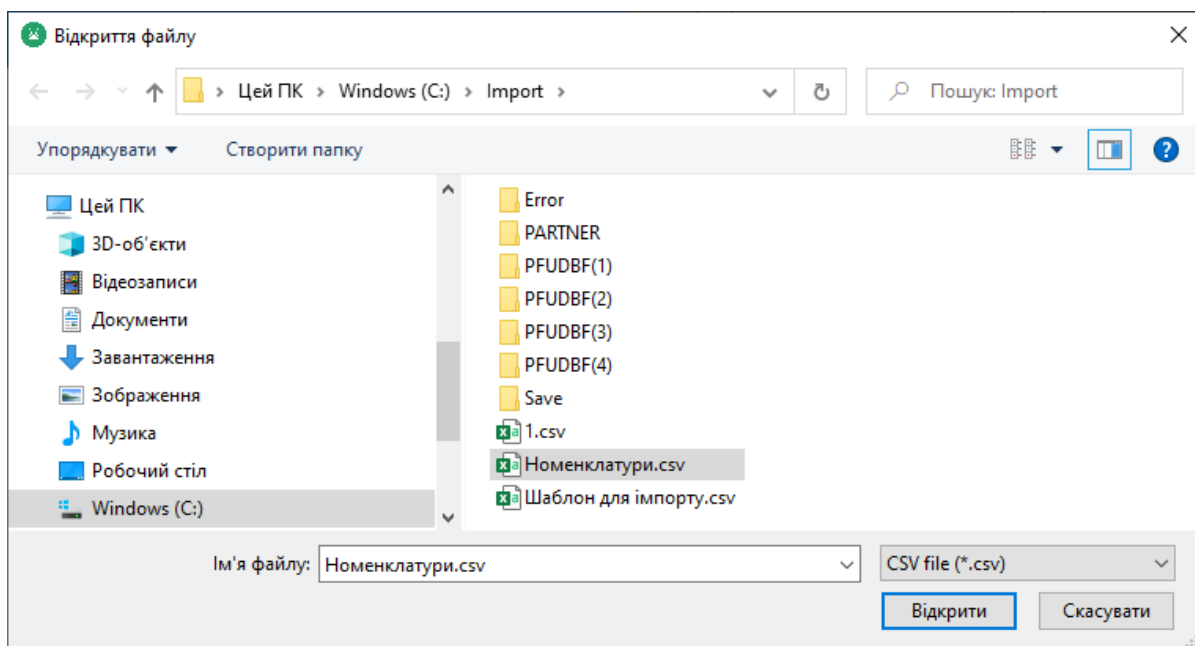 Відкриття файлу
Цей ПК › Windows (C:) › Import ›
Пошук: Import
Упорядкувати
Створити папку
?
Цей ПК
3D-об'єкти
Відеозаписи
Документи
Завантаження
Зображення
Музика
Робочий стіл
Windows (C:)
Error
PARTNER
PFUDBF(1)
PFUDBF(2)
PFUDBF(3)
PFUDBF(4)
Save
1.csv
Номенклатури.csv
Шаблон для імпорту.csv
Ім'я файлу: Номенклатури.csv
CSV file (*.csv)
Відкрити
Скасувати